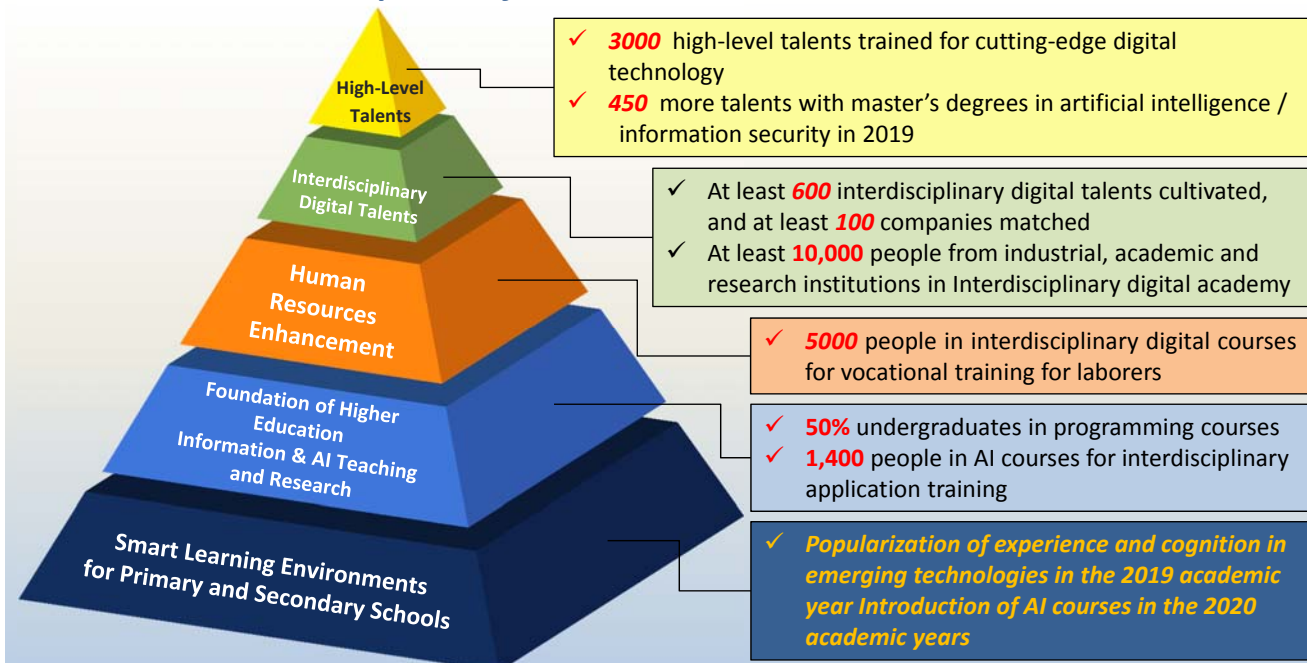 High-Level
Talents
✓ 3000 high-level talents trained for cutting-edge digital
technology
✓ 450 more talents with master’s degrees in artificial intelligence /
information security in 2019
Interdisciplinary
Digital Talents
✓ At least 600 interdisciplinary digital talents cultivated,
and at least 100 companies matched
✓ At least 10,000 people from industrial, academic and
research institutions in Interdisciplinary digital academy
Human
Resources
Enhancement
✓ 5000 people in interdisciplinary digital courses
for vocational training for laborers
Foundation of Higher
Education
Information & AI Teaching
and Research
✓ 50% undergraduates in programming courses
✓ 1,400 people in AI courses for interdisciplinary
application training
Smart Learning Environments
for Primary and Secondary Schools
✓ Popularization of experience and cognition in
emerging technologies in the 2019 academic
year Introduction of AI courses in the 2020
academic years